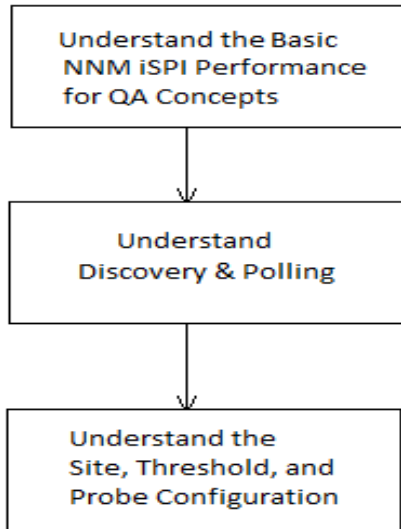 Understand the Basic
NNM iSPI Performance
for QA Concepts
Understand
Discovery & Polling
Understand the
Site, Threshold, and
Probe Configuration